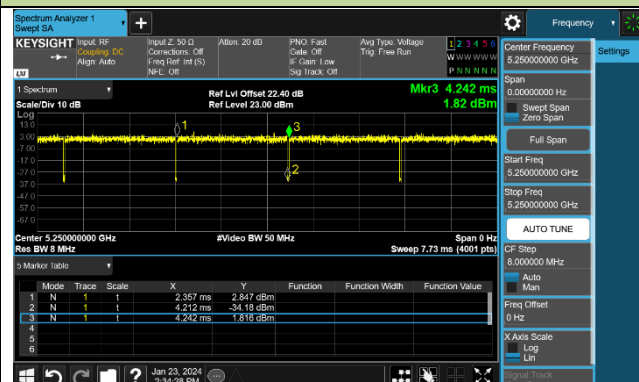 Spectrum Analyzer 1
Swept SA
Frequency
KEYSIGHT
Input: RF
Coupling: DC
Align: Auto
Input Z: 50 Ω
Corrections: Off
Freq Ref: Int (S)
NFE: Off
Atten: 20 dB
PNO: Fast
Gate: Off
IF Gain: Low
Sig Track: Off
Avg Type: Voltage
Trig: Free Run
1 2 3 4 5 6
W W W W W W
P N N N N N
LXI
Center Frequency
5.250000000 GHz
Settings
Span
0.00000000 Hz
Swept Span
Zero Span
Full Span
Start Freq
5.250000000 GHz
Stop Freq
5.250000000 GHz
AUTO TUNE
CF Step
8.000000 MHz
Auto
Man
Freq Offset
0 Hz
X Axis Scale
Log
Lin
Signal Track
1 Spectrum
Scale/Div 10 dB
Ref Lvl Offset 22.40 dB
Ref Level 23.00 dBm
Mkr3 4.242 ms
1.82 dBm
Log
13.0
3.00
-7.00
-17.0
-27.0
-37.0
-47.0
-57.0
-67.0
1
3
2
Center 5.250000000 GHz
Res BW 8 MHz
#Video BW 50 MHz
Span 0 Hz
Sweep 7.73 ms (4001 pts)
5 Marker Table
Mode Trace Scale X Y Function Function Width Function Value
1 N 1 t 2.357 ms 2.847 dBm
2 N 1 t 4.212 ms -34.18 dBm
3 N 1 t 4.242 ms 1.816 dBm
4
5
6
Jan 23, 2024
2:34:28 PM